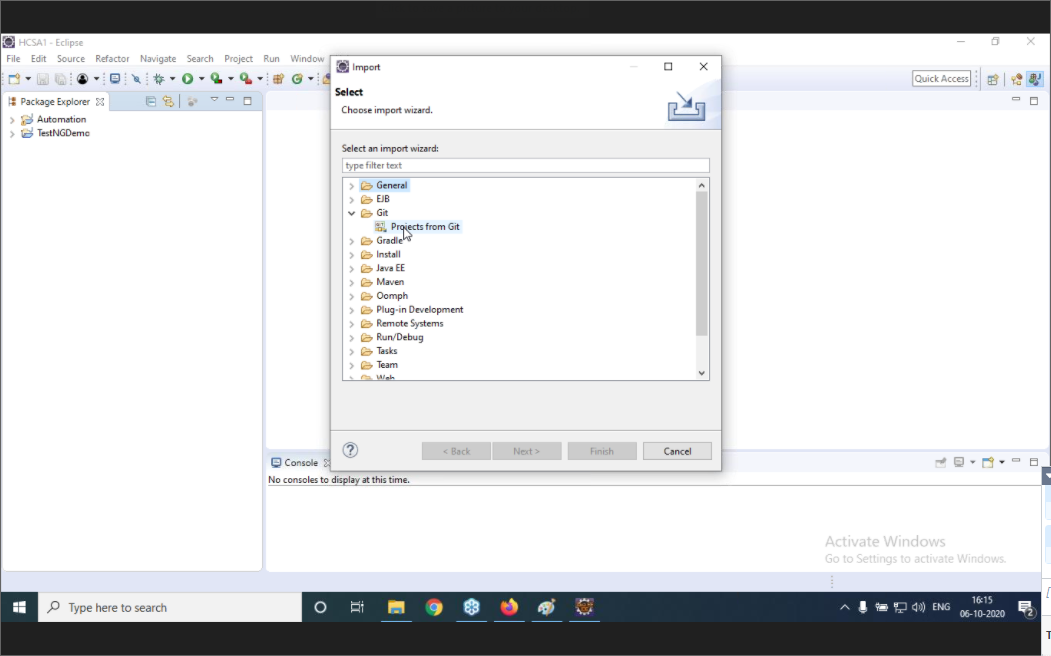 HCSA1 - Eclipse
File Edit Source Refactor Navigate Search Project Run Window
Quick Access
Package Explorer
Automation
TestNGDemo
Import
Select
Choose import wizard.
Select an import wizard:
type filter text
General
EJB
Git
Projects from Git
Gradle
Install
Java EE
Maven
Oomph
Plug-in Development
Remote Systems
Run/Debug
Tasks
Team
Web
< Back Next > Finish Cancel
Console
No consoles to display at this time.
Activate Windows
Go to Settings to activate Windows.
Type here to search
ENG
16:15
06-10-2020
2